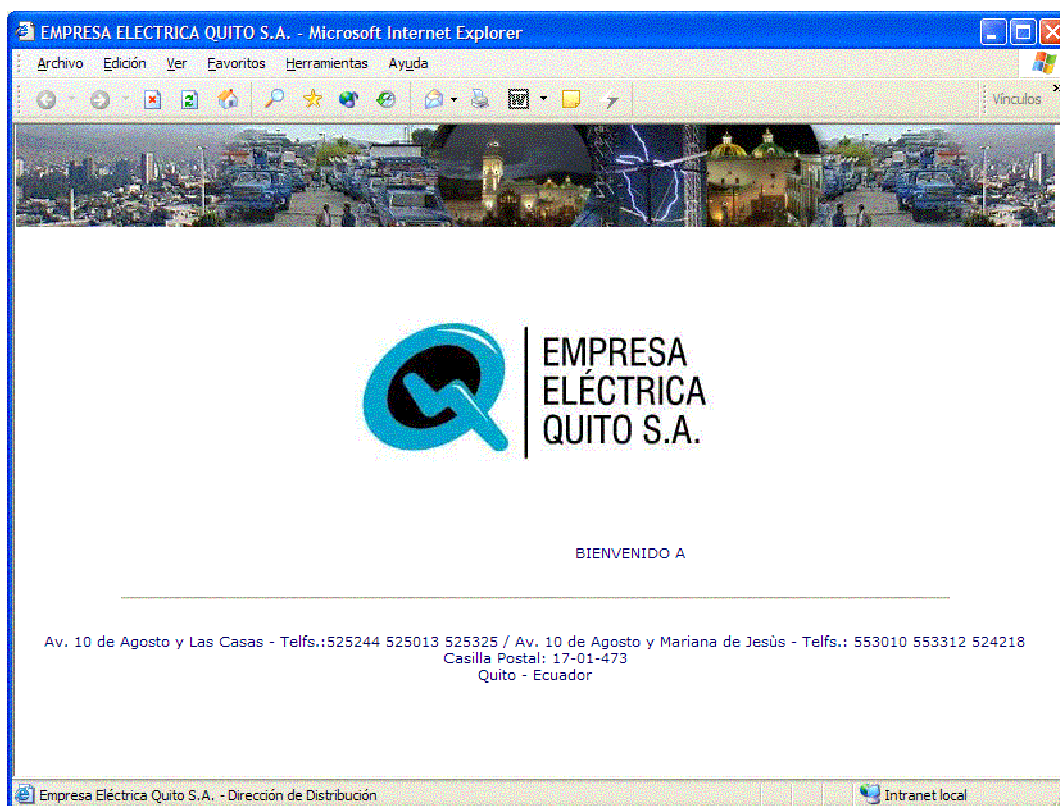 EMPRESA ELECTRICA QUITO S.A. - Microsoft Internet Explorer
Archivo Edición Ver Favoritos Herramientas Ayuda
Vínculos
EMPRESA
ELÉCTRICA
QUITO S.A.
BIENVENIDO A
Av. 10 de Agosto y Las Casas - Telfs.:525244 525013 525325 / Av. 10 de Agosto y Mariana de Jesùs - Telfs.: 553010 553312 524218
Casilla Postal: 17-01-473
Quito - Ecuador
Empresa Eléctrica Quito S.A. - Dirección de Distribución
Intranet local